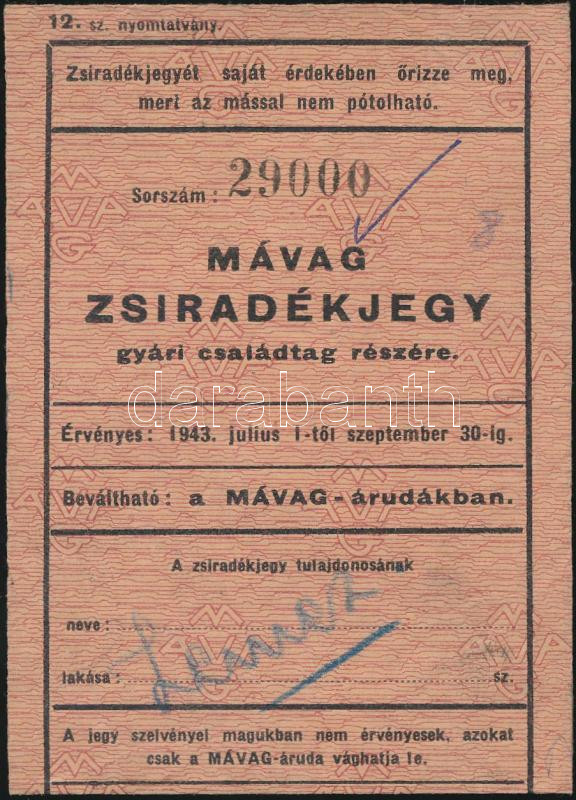 12. sz. nyomtatvány.
Zsiradékjegyét saját érdekében őrizze meg,
mert az mással nem pótolható.
Sorszám: 29000
MÁVAG
ZSIRADÉKJEGY
gyári családtag részére.
darabanth
Érvényes: 1943. július 1-től szeptember 30-ig.
Beváltható: a MÁVAG-árudákban.
A zsiradékjegy tulajdonosának
neve:
lakása: sz.
A jegy szelvényei magukban nem érvényesek, azokat
csak a MÁVAG-áruda vághatja le.